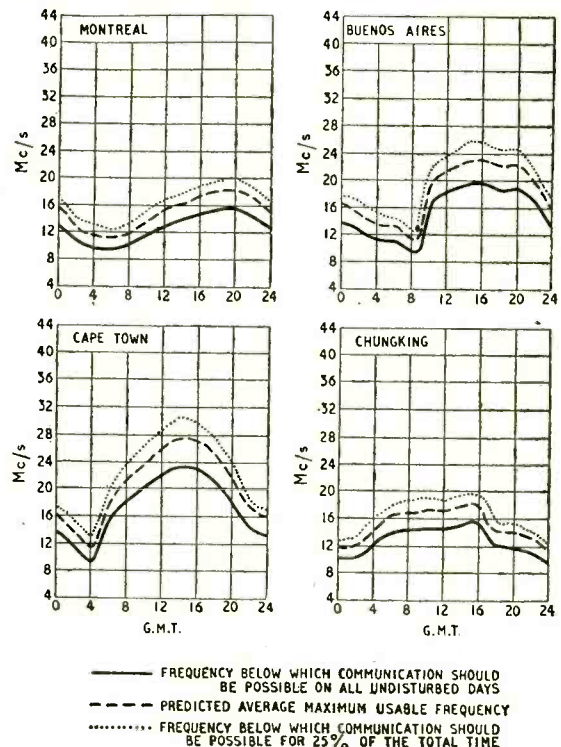 MONTREAL
44
40
36
32
28
24
20
16
12
8
4
Mc/s
0 4 8 12 16 20 24
BUENOS AIRES
44
40
36
32
28
24
20
16
12
8
4
Mc/s
0 4 8 12 16 20 24
CAPE TOWN
44
40
36
32
28
24
20
16
12
8
4
Mc/s
0 4 8 12 16 20 24
G.M.T.
CHUNGKING
44
40
36
32
28
24
20
16
12
8
4
Mc/s
0 4 8 12 16 20 24
G.M.T.
FREQUENCY BELOW WHICH COMMUNICATION SHOULD
BE POSSIBLE ON ALL UNDISTURBED DAYS
PREDICTED AVERAGE MAXIMUM USABLE FREQUENCY
FREQUENCY BELOW WHICH COMMUNICATION SHOULD
BE POSSIBLE FOR 25% OF THE TOTAL TIME